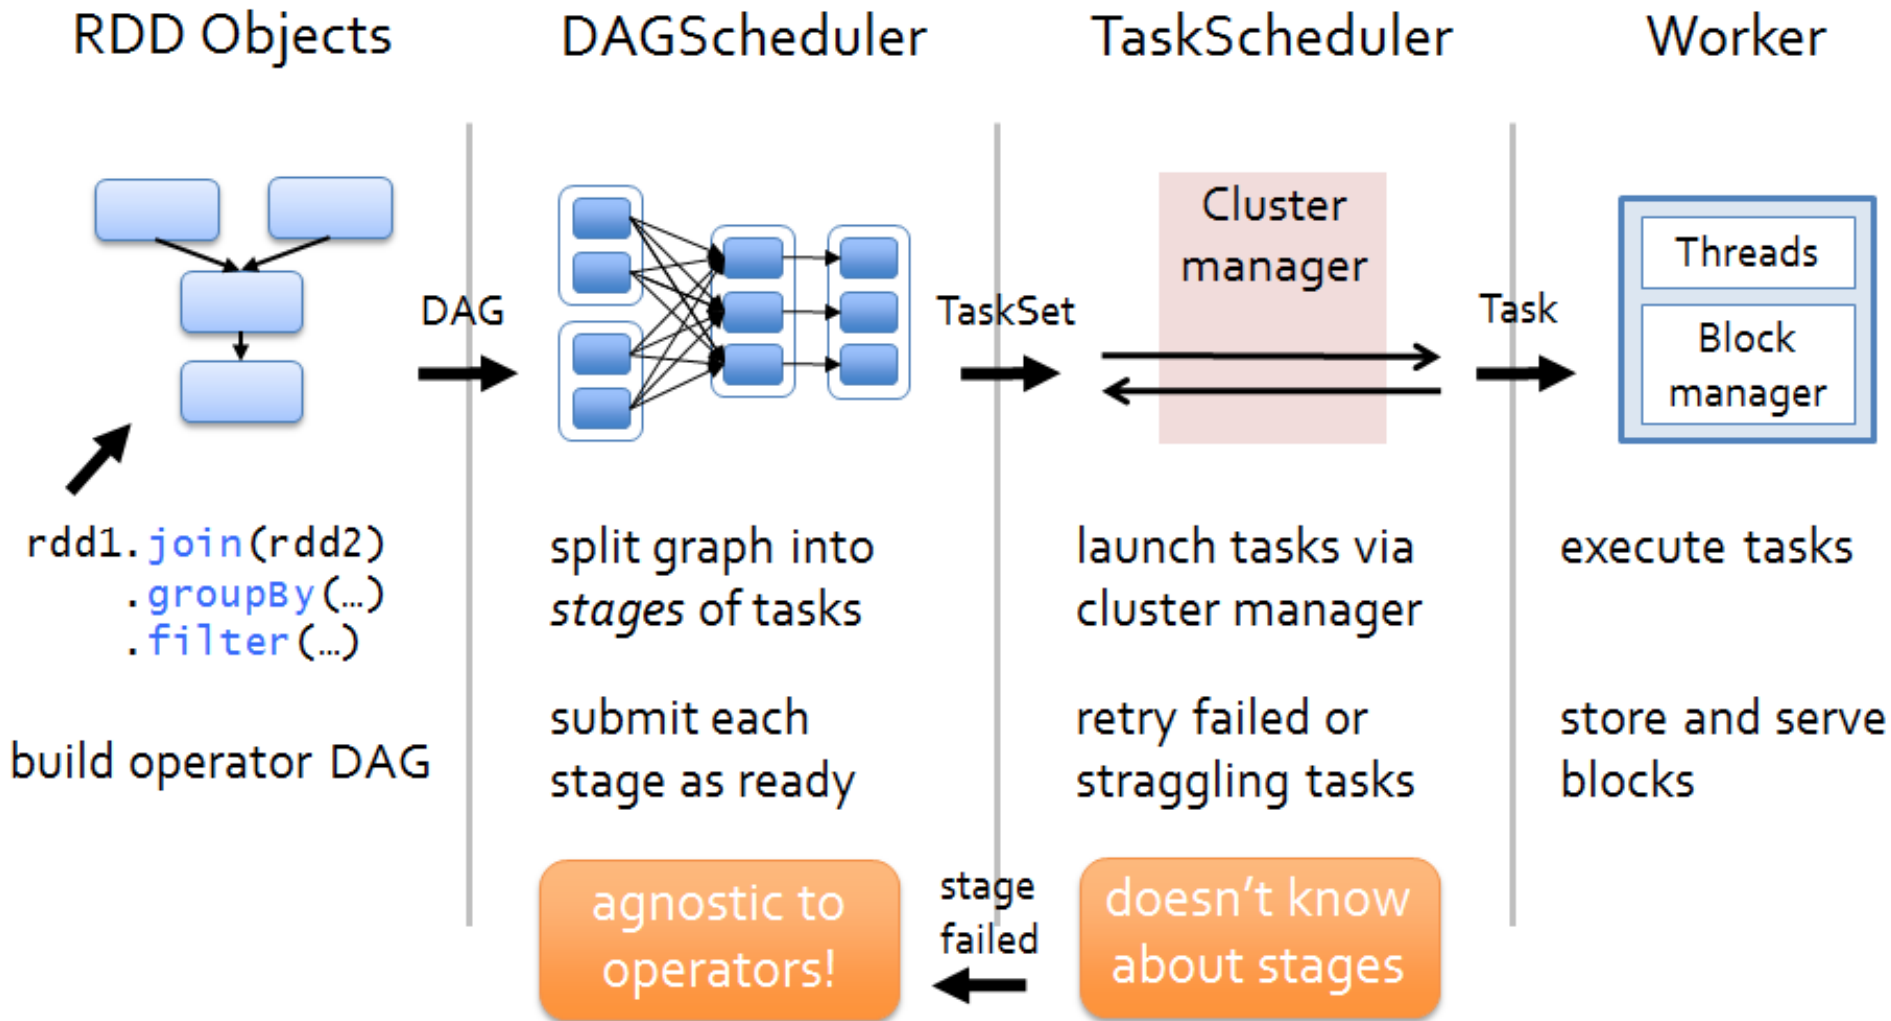 RDD Objects
DAGScheduler
TaskScheduler
Worker
DAG
TaskSet
Cluster
manager
Task
Threads
Block
manager
rdd1.join(rdd2)
.groupBy(…)
.filter(…)
build operator DAG
split graph into
stages of tasks
submit each
stage as ready
agnostic to
operators!
launch tasks via
cluster manager
retry failed or
straggling tasks
stage
failed
doesn't know
about stages
execute tasks
store and serve
blocks